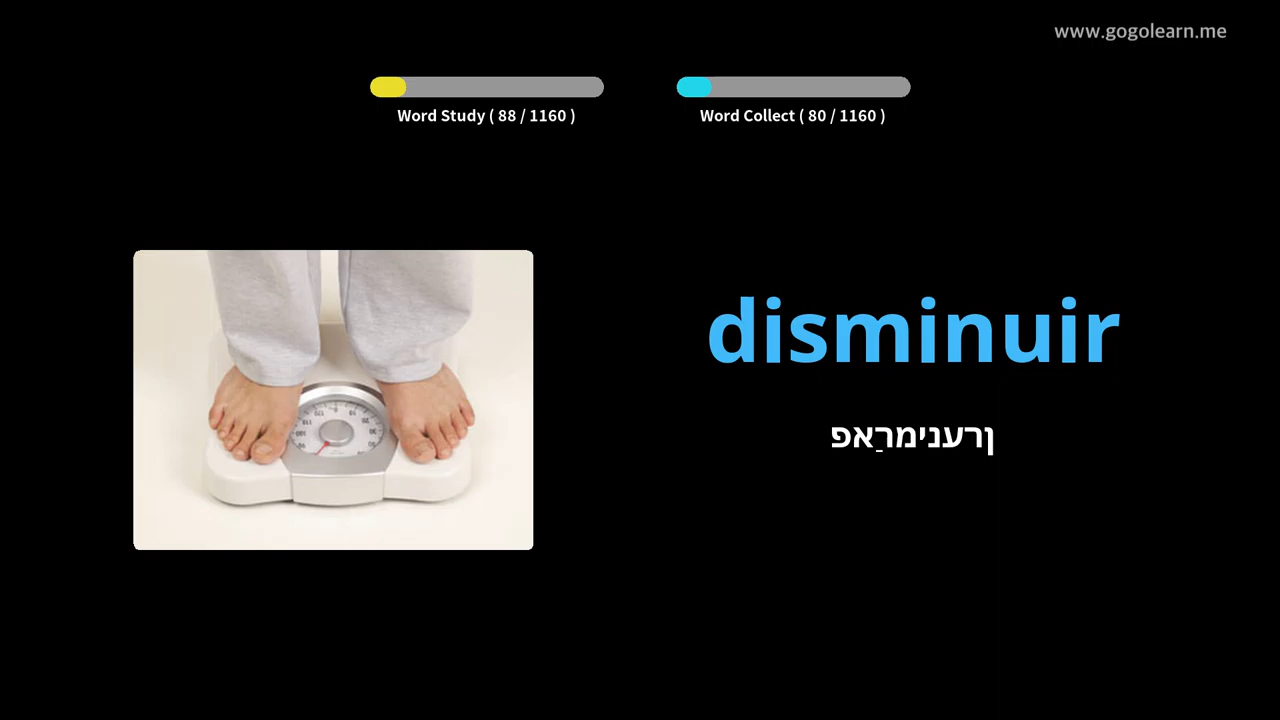 www.gogolearn.me
Word Study ( 88 / 1160 )
Word Collect ( 80 / 1160 )
disminuir
פאַרמינערן